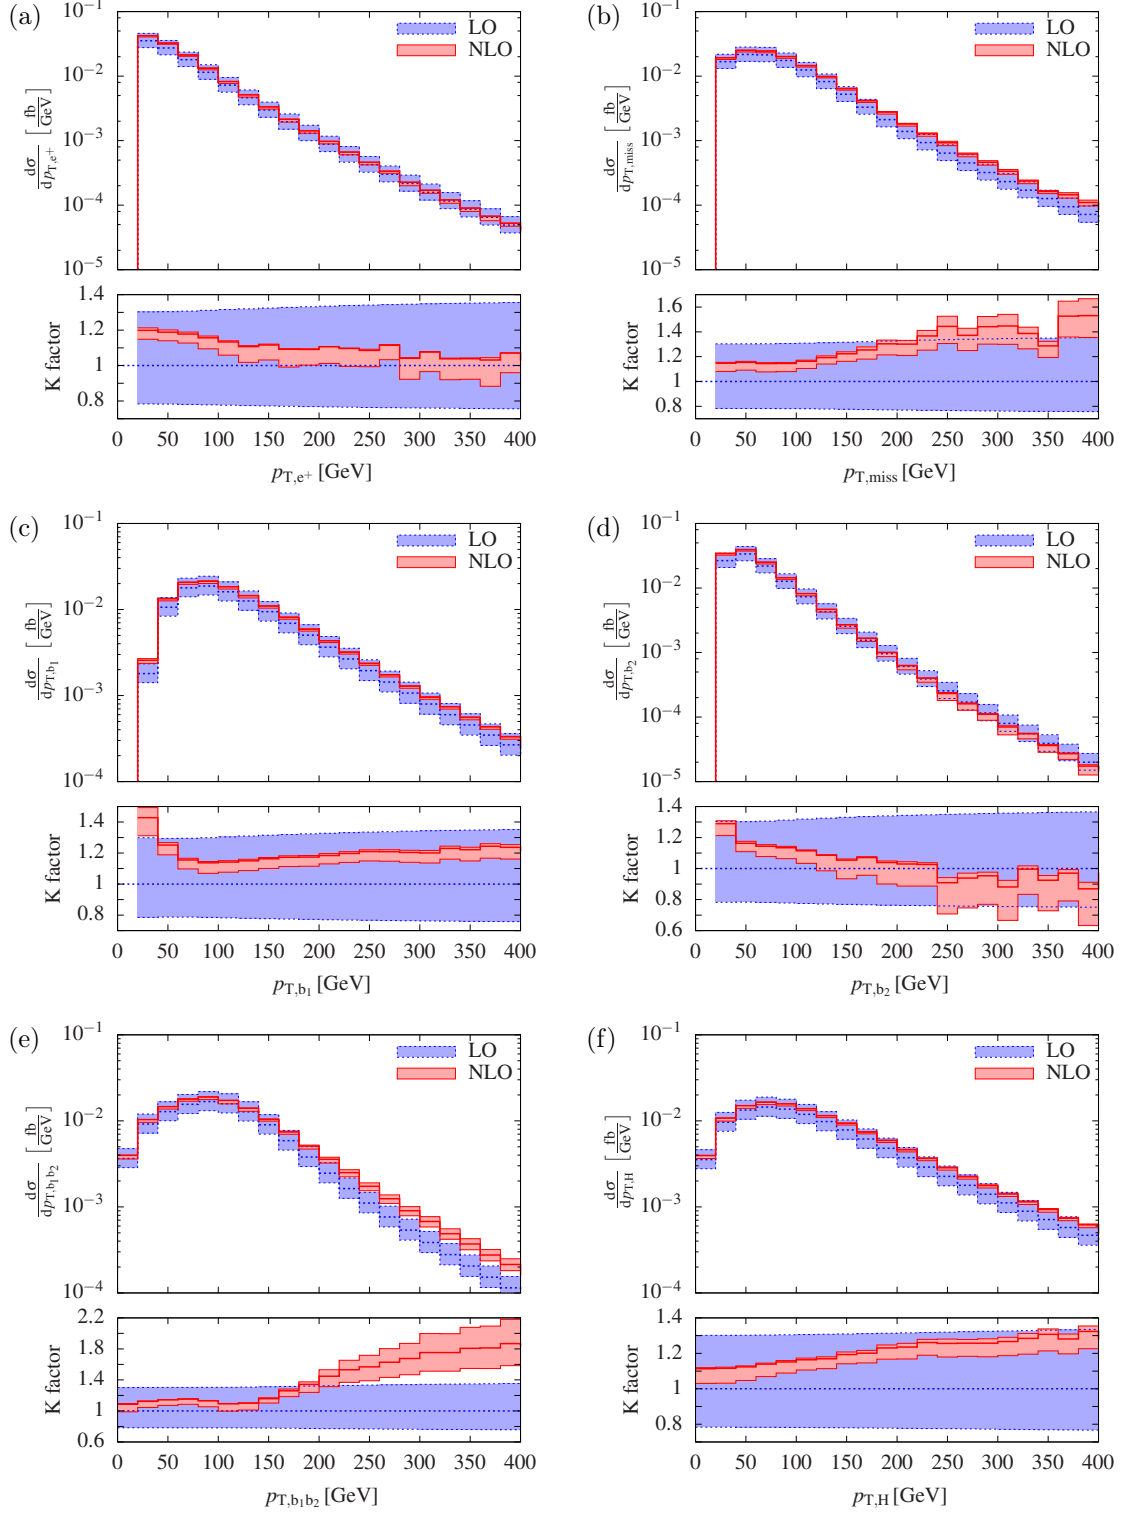 (a)
10⁻¹
10⁻²
10⁻³
10⁻⁴
10⁻⁵
dσ/dp_T,e⁺ [fb/GeV]
LO
NLO
1.4
1.2
1
0.8
K factor
0 50 100 150 200 250 300 350 400
p_T,e⁺ [GeV]
(b)
10⁻¹
10⁻²
10⁻³
10⁻⁴
10⁻⁵
dσ/dp_T,miss [fb/GeV]
LO
NLO
1.6
1.4
1.2
1
0.8
K factor
0 50 100 150 200 250 300 350 400
p_T,miss [GeV]
(c)
10⁻¹
10⁻²
10⁻³
10⁻⁴
dσ/dp_T,b₁ [fb/GeV]
LO
NLO
1.4
1.2
1
0.8
K factor
0 50 100 150 200 250 300 350 400
p_T,b₁ [GeV]
(d)
10⁻¹
10⁻²
10⁻³
10⁻⁴
10⁻⁵
dσ/dp_T,b₂ [fb/GeV]
LO
NLO
1.4
1.2
1
0.8
0.6
K factor
0 50 100 150 200 250 300 350 400
p_T,b₂ [GeV]
(e)
10⁻¹
10⁻²
10⁻³
10⁻⁴
dσ/dp_T,b₁b₂ [fb/GeV]
LO
NLO
2.2
1.8
1.4
1
0.6
K factor
0 50 100 150 200 250 300 350 400
p_T,b₁b₂ [GeV]
(f)
10⁻¹
10⁻²
10⁻³
10⁻⁴
dσ/dp_T,H [fb/GeV]
LO
NLO
1.4
1.2
1
0.8
K factor
0 50 100 150 200 250 300 350 400
p_T,H [GeV]